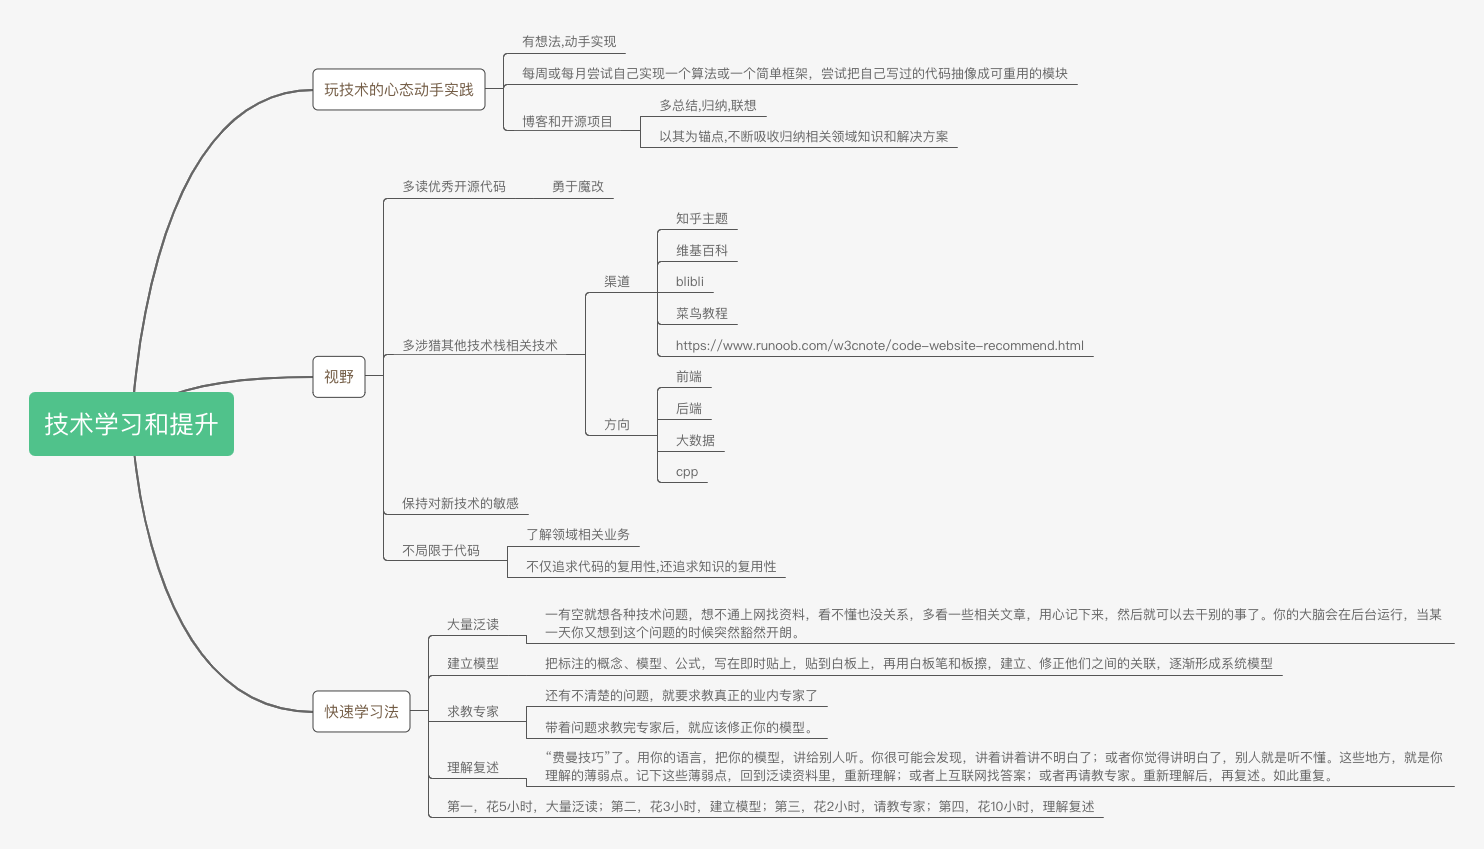 有想法,动手实现
每周或每月尝试自己实现一个算法或一个简单框架，尝试把自己写过的代码抽像成可重用的模块
玩技术的心态动手实践
多总结,归纳,联想
博客和开源项目
以其为锚点,不断吸收归纳相关领域知识和解决方案
多读优秀开源代码
勇于魔改
知乎主题
维基百科
渠道
blibli
菜鸟教程
多涉猎其他技术栈相关技术
https://www.runoob.com/w3cnote/code-website-recommend.html
视野
前端
后端
方向
大数据
cpp
技术学习和提升
保持对新技术的敏感
了解领域相关业务
不局限于代码
不仅追求代码的复用性,还追求知识的复用性
大量泛读
一有空就想各种技术问题，想不通上网找资料，看不懂也没关系，多看一些相关文章，用心记下来，然后就可以去干别的事了。你的大脑会在后台运行，当某
一天你又想到这个问题的时候突然豁然开朗。
建立模型
把标注的概念、模型、公式，写在即时贴上，贴到白板上，再用白板笔和板擦，建立、修正他们之间的关联，逐渐形成系统模型
还有不清楚的问题，就要求教真正的业内专家了
快速学习法
求教专家
带着问题求教完专家后，就应该修正你的模型。
理解复述
“费曼技巧”了。用你的语言，把你的模型，讲给别人听。你很可能会发现，讲着讲着讲不明白了；或者你觉得讲明白了，别人就是听不懂。这些地方，就是你
理解的薄弱点。记下这些薄弱点，回到泛读资料里，重新理解；或者上互联网找答案；或者再请教专家。重新理解后，再复述。如此重复。
第一，花5小时，大量泛读；第二，花3小时，建立模型；第三，花2小时，请教专家；第四，花10小时，理解复述